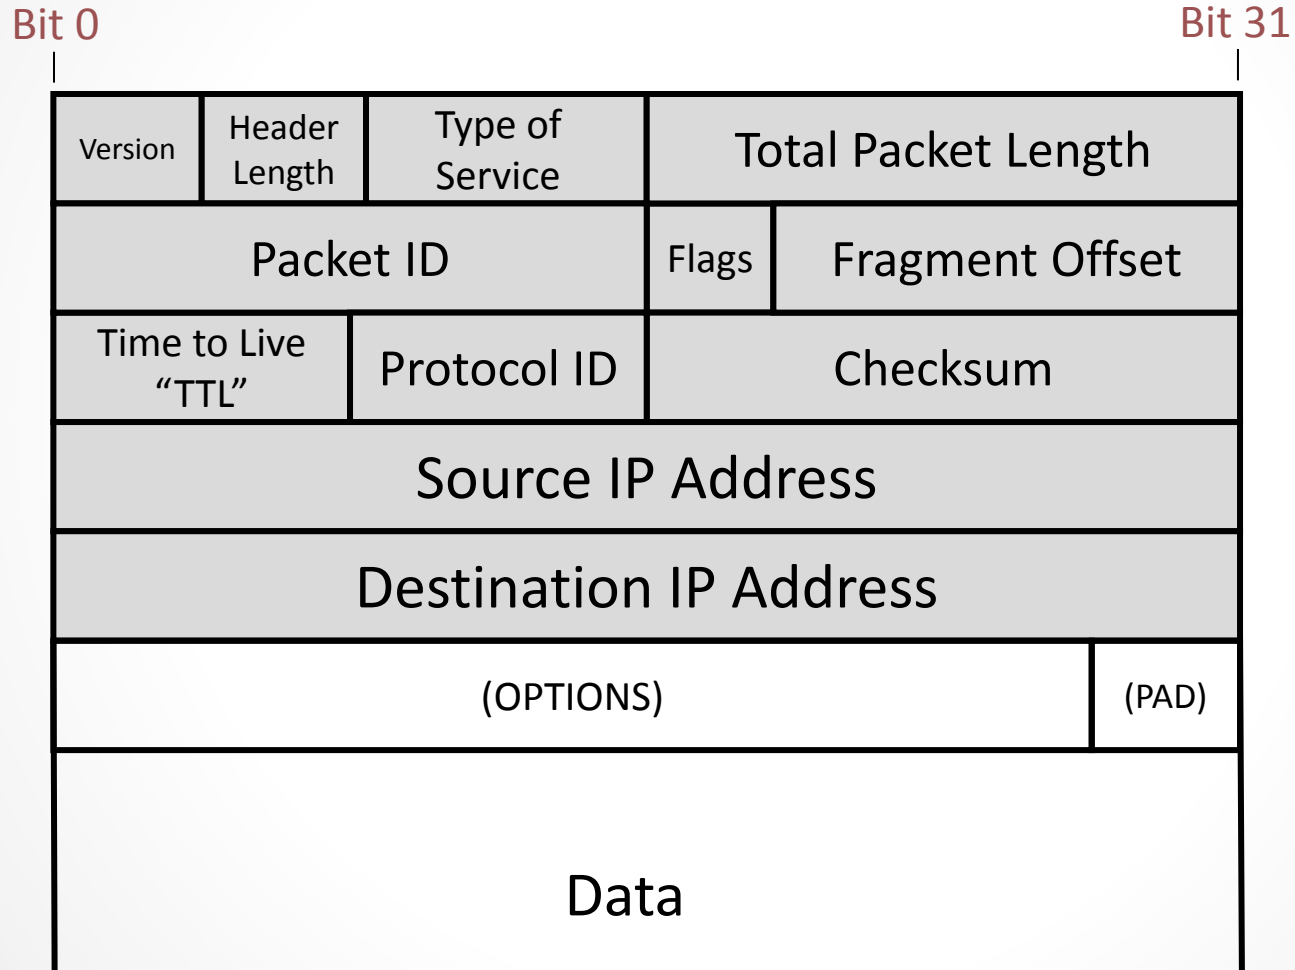 Bit 0
Bit 31
Version
Header
Length
Type of
Service
Total Packet Length
Packet ID
Flags
Fragment Offset
Time to Live
“TTL”
Protocol ID
Checksum
Source IP Address
Destination IP Address
(OPTIONS)
(PAD)
Data